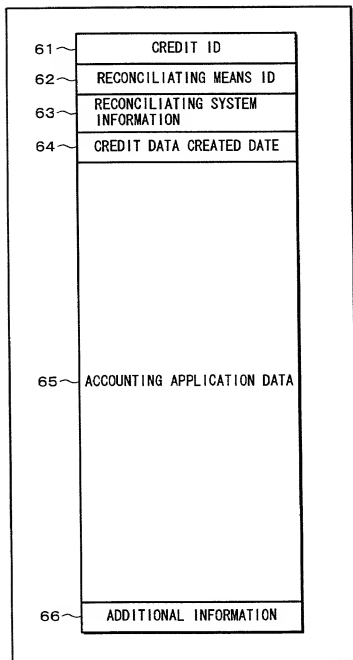 61 CREDIT ID
62 RECONCILIATING MEANS ID
63 RECONCILIATING SYSTEM
INFORMATION
64 CREDIT DATA CREATED DATE
65 ACCOUNTING APPLICATION DATA
66 ADDITIONAL INFORMATION